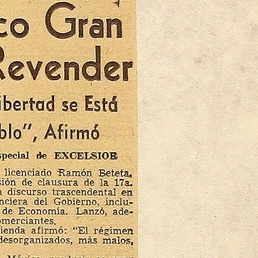 co Gran
Revender
ibertad se Está
blo", Afirmó
special de EXCELSIOR
licenciado Ramón Beteta,
sión de clausura de la 17a.
discurso trascendental en
nciera del Gobierno, inclu-
de Economía. Lanzó, ade-
omerciantes.
ienda afirmó: "El régimen
desorganizados, más malos,